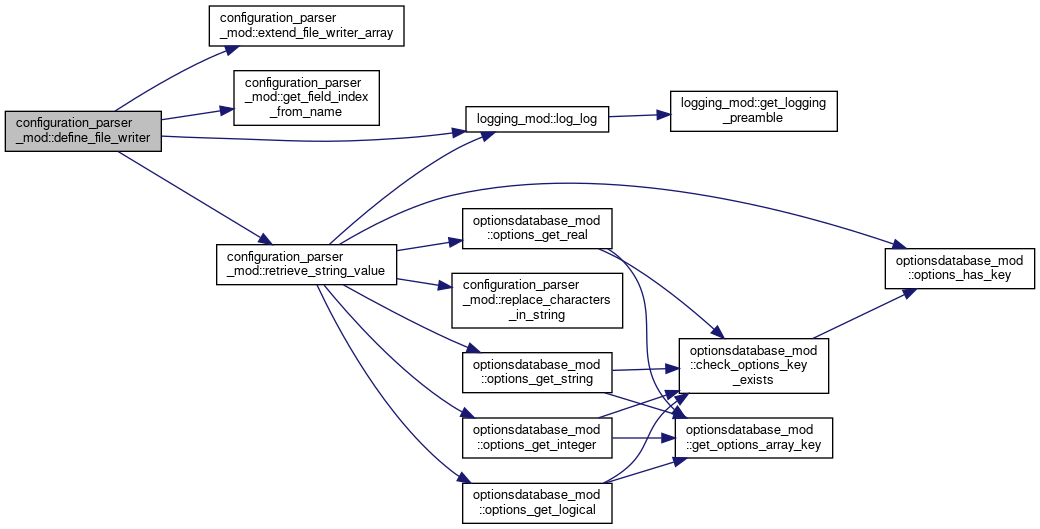 configuration_parser
_mod::extend_file_writer_array
configuration_parser
_mod::get_field_index
_from_name
configuration_parser
_mod::define_file_writer
logging_mod::log_log
logging_mod::get_logging
_preamble
configuration_parser
_mod::retrieve_string_value
optionsdatabase_mod
::options_get_real
optionsdatabase_mod
::options_has_key
configuration_parser
_mod::replace_characters
_in_string
optionsdatabase_mod
::options_get_string
optionsdatabase_mod
::check_options_key
_exists
optionsdatabase_mod
::options_get_integer
optionsdatabase_mod
::get_options_array_key
optionsdatabase_mod
::options_get_logical